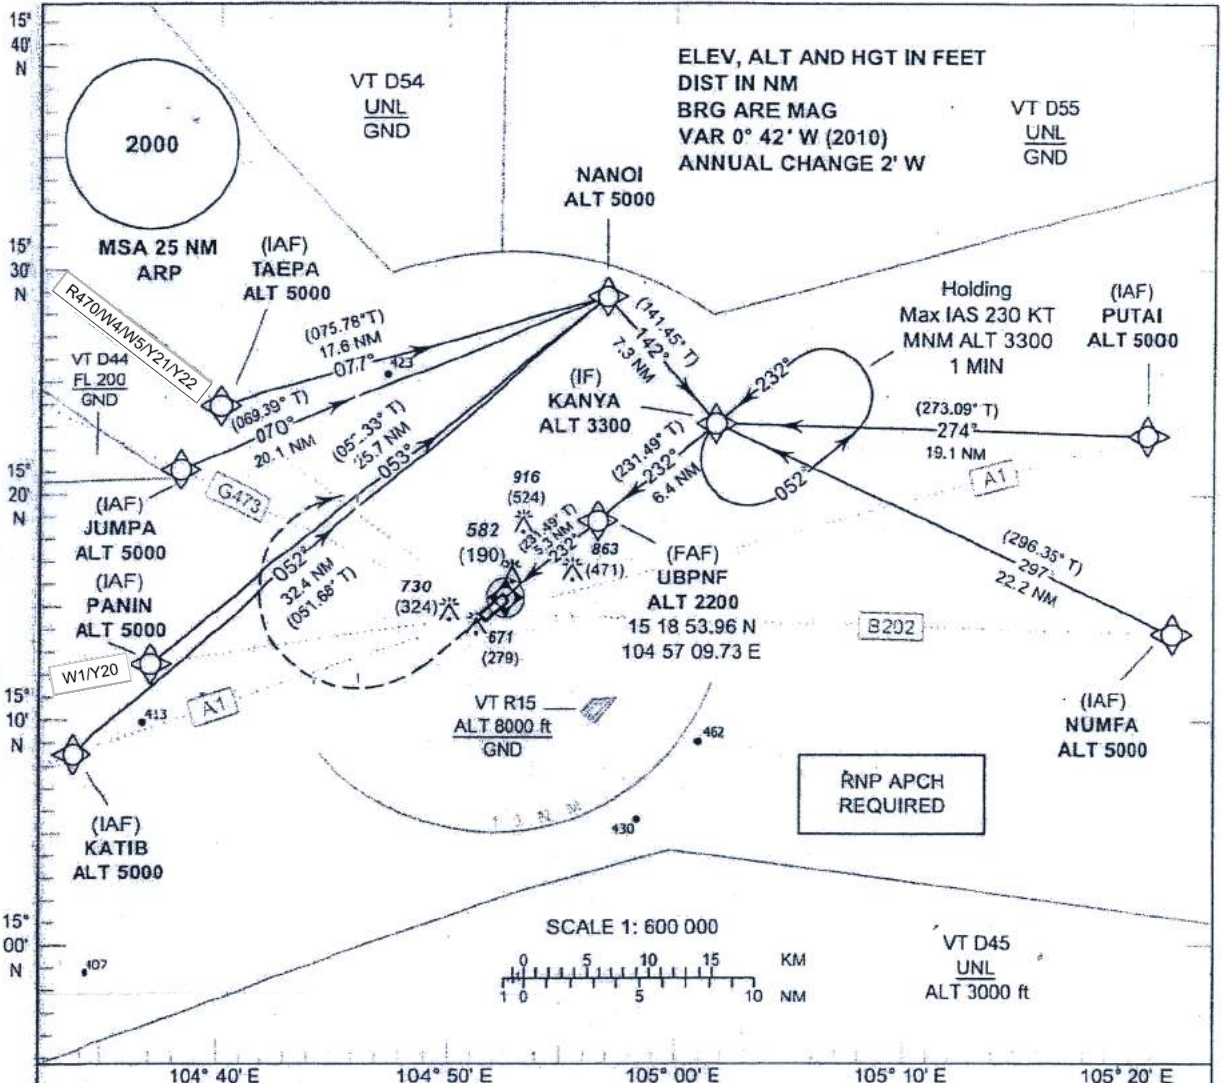 15°
40'
N
ELEV, ALT AND HGT IN FEET
DIST IN NM
BRG ARE MAG
VAR 0° 42' W (2010)
ANNUAL CHANGE 2' W
VT D54
UNL
GND
VT D55
UNL
GND
2000
MSA 25 NM
ARP
NANOI
ALT 5000
15°
30'
N
(IAF)
TAEPA
ALT 5000
R470/W4/W5/Y21/Y22
Holding
Max IAS 230 KT
MNM ALT 3300
1 MIN
(IAF)
PUTAI
ALT 5000
(075.78°T)
17.6 NM
077°
423
(141.45° T)
142°
7.3 NM
VT D44
FL 200
GND
(IF)
KANYA
ALT 3300
232°
052°
(069.39° T)
070°
20.1 NM
25.7 NM
053°
(273.09° T)
274°
19.1 NM
(231.49° T)
232°
6.4 NM
15°
20'
N
G473
A1
(IAF)
JUMPA
ALT 5000
916
(524)
582
(190)
(231.49° T)
5.3 NM
232°
863
(471)
(296.35° T)
297°
22.2 NM
(IAF)
PANIN
ALT 5000
052°
32.4 NM
(051.68° T)
730
(324)
671
(279)
(FAF)
UBPNF
ALT 2200
15 18 53.96 N
104 57 09.73 E
B202
W1/Y20
15°
10'
N
A1
413
VT R15
ALT 8000 ft
GND
462
(IAF)
NUMFA
ALT 5000
RNP APCH
REQUIRED
(IAF)
KATIB
ALT 5000
430
15°
00'
N
407
SCALE 1: 600 000
0 5 10 15 KM
1 0 5 10 NM
VT D45
UNL
ALT 3000 ft
104° 40' E
104° 50' E
105° 00' E
105° 10' E
105° 20' E